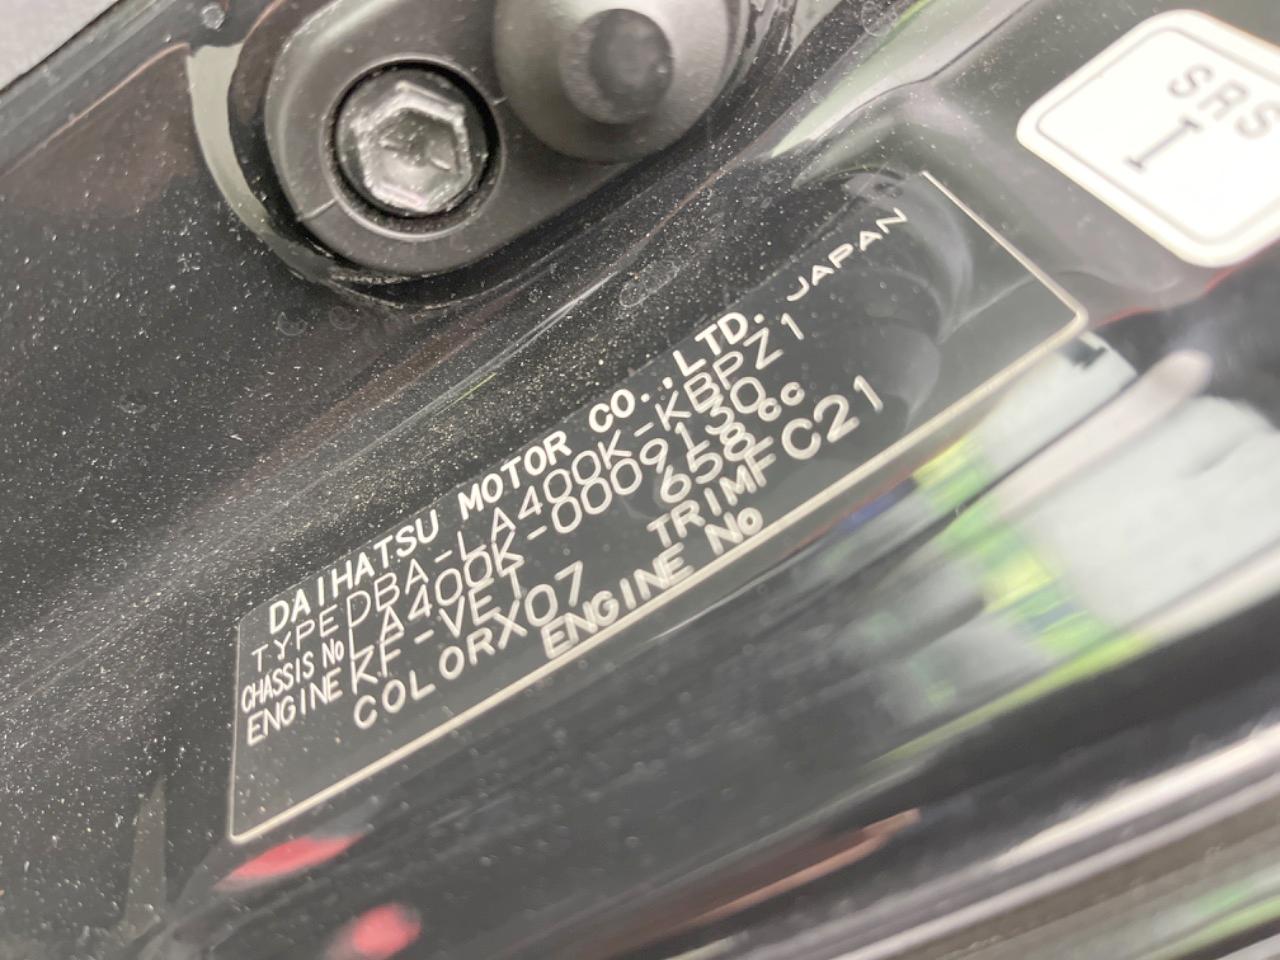 SRS
I
DAIHATSU MOTOR CO.,LTD. JAPAN
TYPE DBA-LA400K-KBPZ1
CHASSIS No LA400K-0009130
ENGINE KF-VET 658cc
COLOR X07 TRIM FC21
ENGINE No